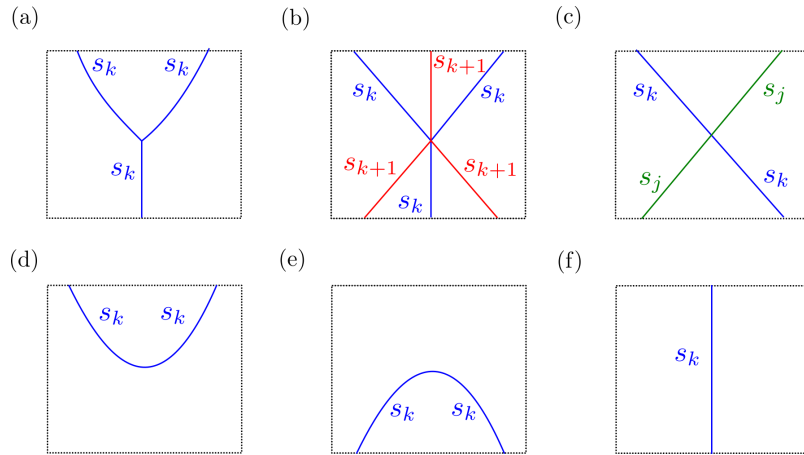 (a) (b) (c)
s_k s_k s_{k+1}
s_k s_k s_k s_j
s_k s_{k+1} s_{k+1} s_j s_k
s_k
(d) (e) (f)
s_k s_k s_k
s_k s_k